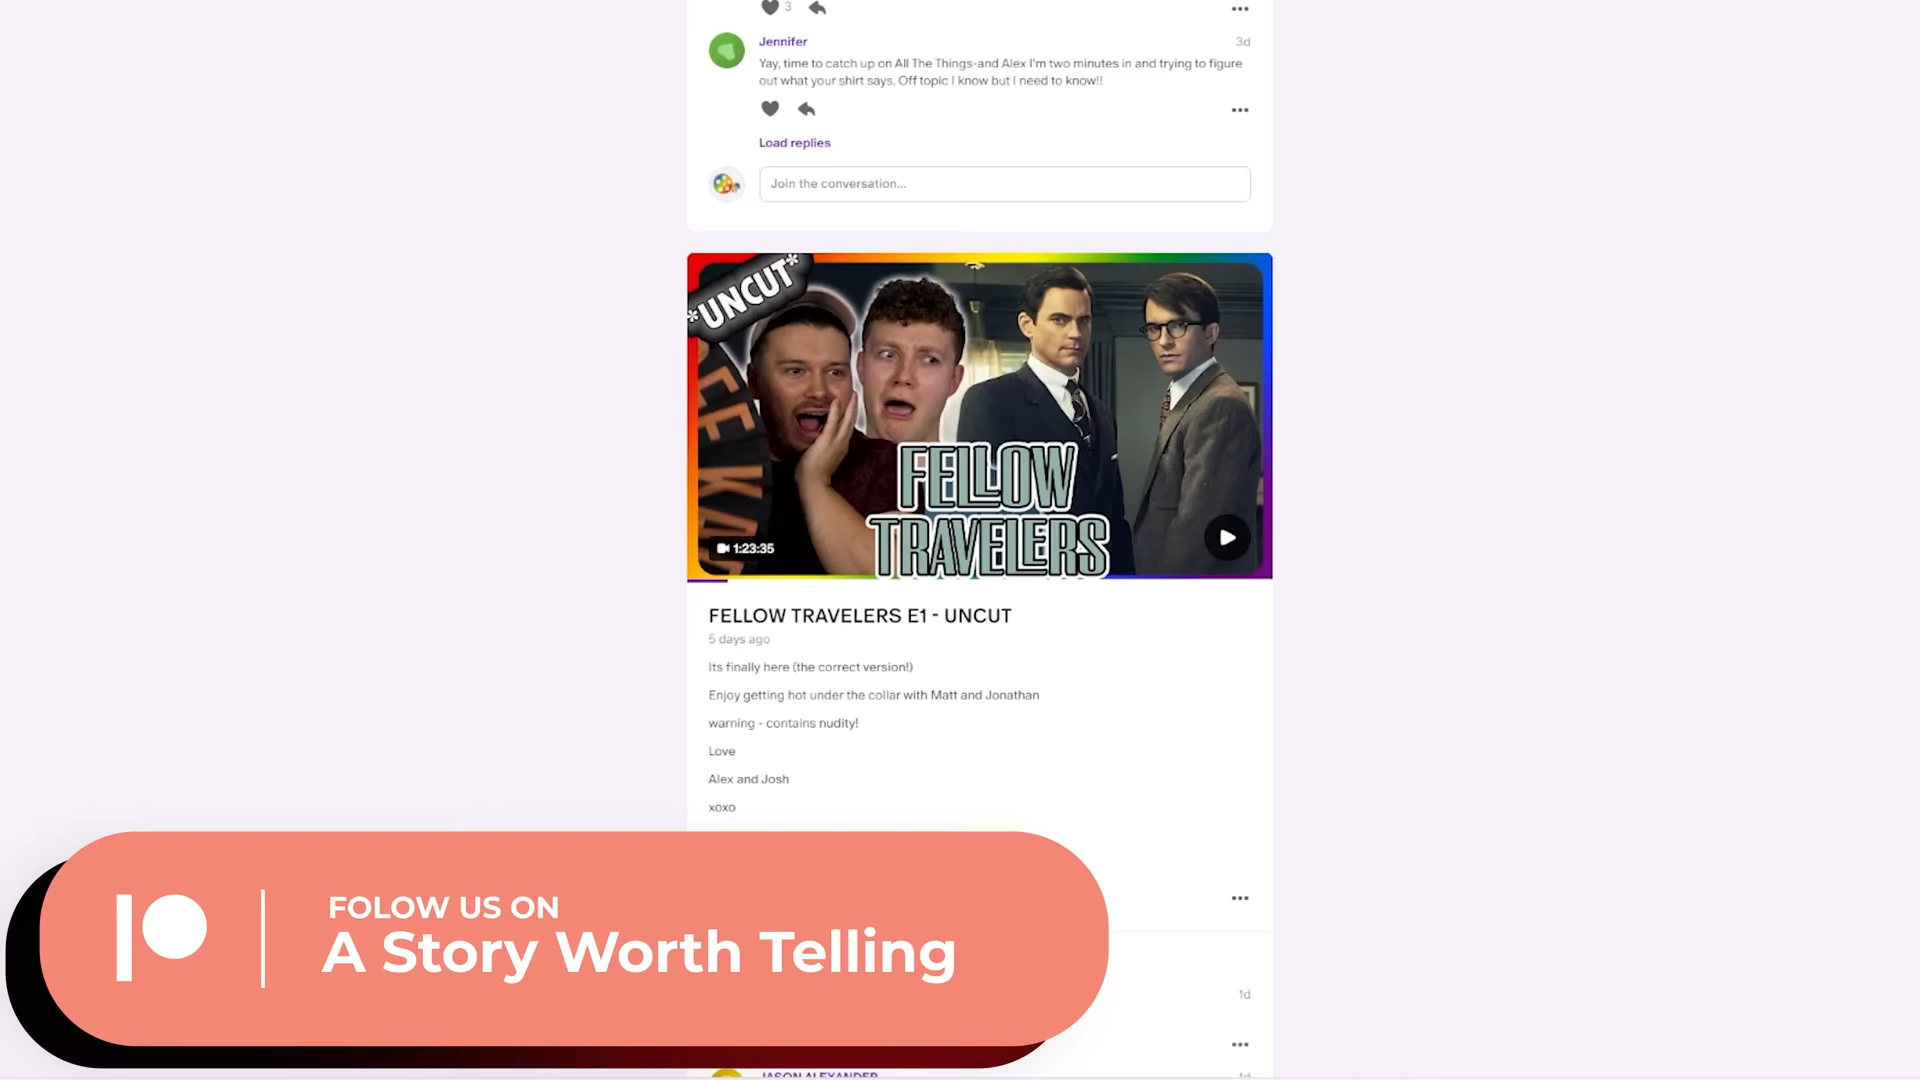 3
Jennifer
3d
Yay, time to catch up on All The Things-and Alex I'm two minutes in and trying to figure
out what your shirt says. Off topic I know but I need to know!!
Load replies
Join the conversation...
*UNCUT*
FELLOW
TRAVELERS
1:23:35
FELLOW TRAVELERS E1 - UNCUT
5 days ago
Its finally here (the correct version!)
Enjoy getting hot under the collar with Matt and Jonathan
warning - contains nudity!
Love
Alex and Josh
xoxo
FOLOW US ON
A Story Worth Telling
1d
JASON ALEXANDER
1d